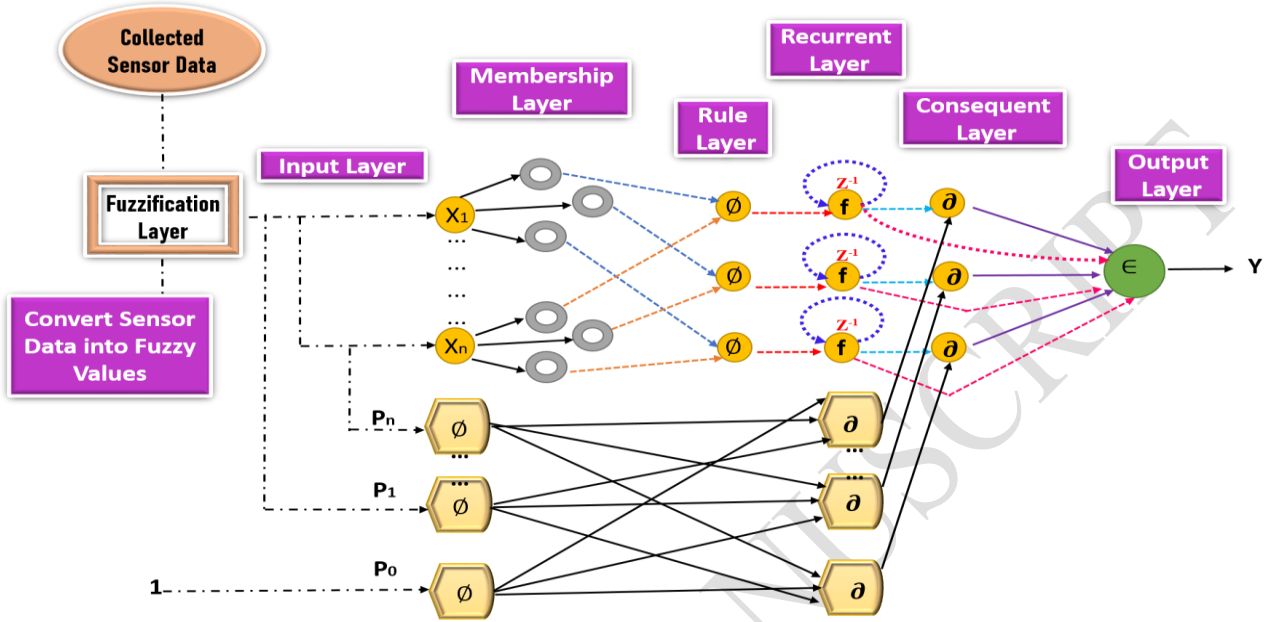 Collected
Sensor Data
Fuzzification
Layer
Convert Sensor
Data into Fuzzy
Values
Input Layer
Membership
Layer
Rule
Layer
Recurrent
Layer
Consequent
Layer
Output
Layer
X₁
...
...
...
...
Xₙ
∅
∅
∅
Z⁻¹
f
Z⁻¹
f
Z⁻¹
f
∂
∂
∂
∈
Y
Pₙ
∅
...
P₁
...
∅
1
P₀
∅
∂
...
...
∂
∂
NUSCRIPT